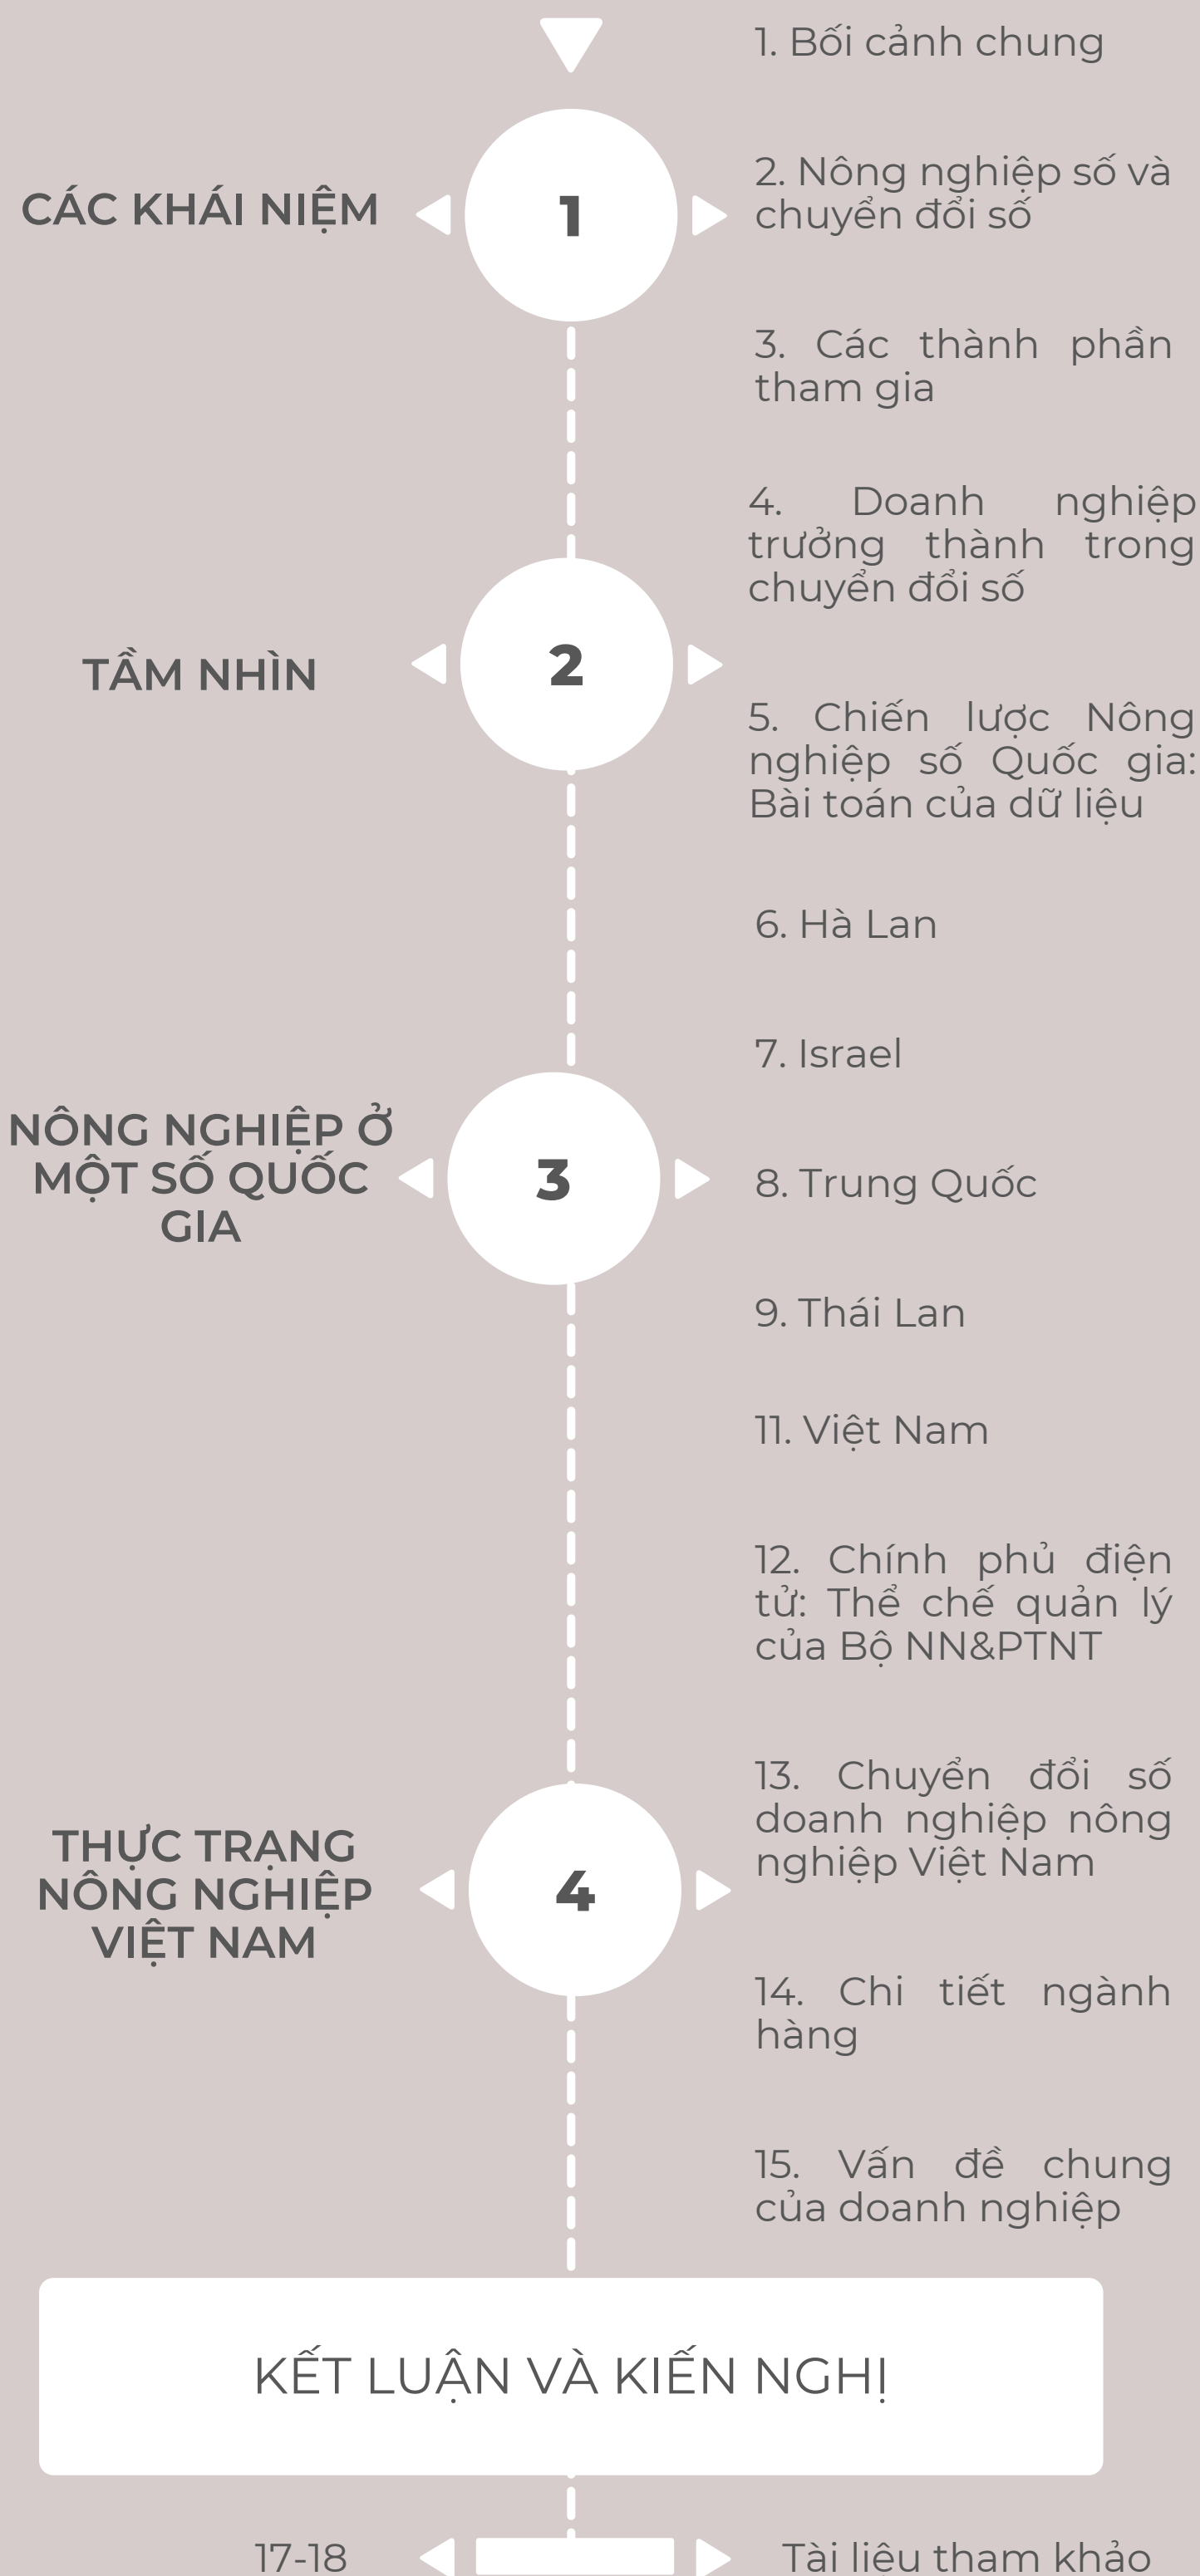 1. Bối cảnh chung
CÁC KHÁI NIỆM
1
2. Nông nghiệp số và
chuyển đổi số
3. Các thành phần
tham gia
4. Doanh nghiệp
trưởng thành trong
chuyển đổi số
TẦM NHÌN
2
5. Chiến lược Nông
nghiệp số Quốc gia:
Bài toán của dữ liệu
6. Hà Lan
7. Israel
NÔNG NGHIỆP Ở
MỘT SỐ QUỐC
GIA
3
8. Trung Quốc
9. Thái Lan
11. Việt Nam
12. Chính phủ điện
tử: Thể chế quản lý
của Bộ NN&PTNT
13. Chuyển đổi số
doanh nghiệp nông
nghiệp Việt Nam
THỰC TRẠNG
NÔNG NGHIỆP
VIỆT NAM
4
14. Chi tiết ngành
hàng
15. Vấn đề chung
của doanh nghiệp
KẾT LUẬN VÀ KIẾN NGHỊ
17-18
Tài liệu tham khảo